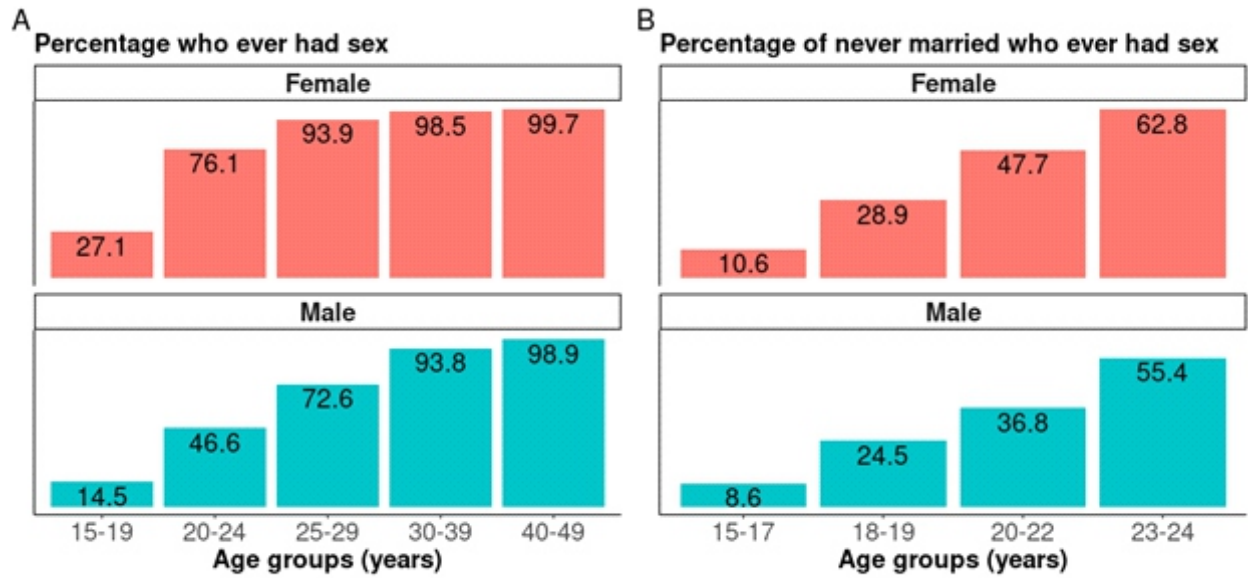 A
Percentage who ever had sex
Female
27.1
76.1
93.9
98.5
99.7
Male
14.5
46.6
72.6
93.8
98.9
15-19 20-24 25-29 30-39 40-49
Age groups (years)
B
Percentage of never married who ever had sex
Female
10.6
28.9
47.7
62.8
Male
8.6
24.5
36.8
55.4
15-17 18-19 20-22 23-24
Age groups (years)